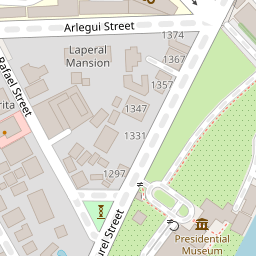 Arlegui Street
1374
Laperal
Mansion
1367
1357
Rafael Street
1347
rita
1331
1297
urel Street
Presidential
Museum